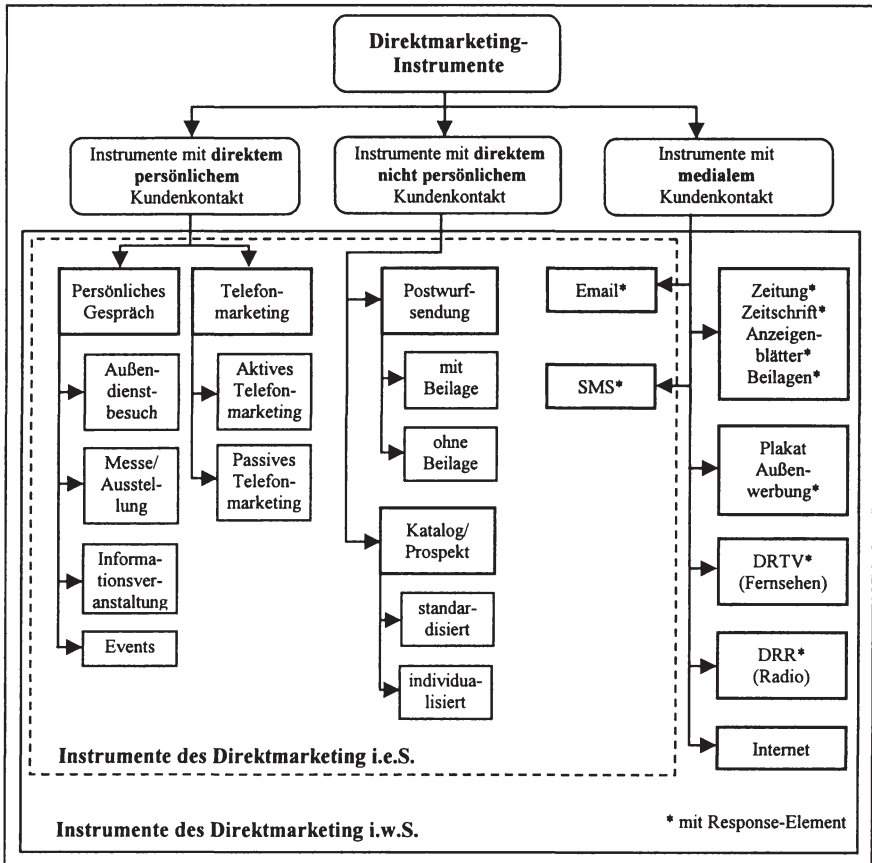 Direktmarketing-
Instrumente
Instrumente mit direktem
persönlichem
Kundenkontakt
Instrumente mit direktem
nicht persönlichem
Kundenkontakt
Instrumente mit
medialem
Kundenkontakt
Persönliches
Gespräch
Außen-
dienst-
besuch
Messe/
Ausstel-
lung
Informa-
tionsver-
anstaltung
Events
Telefon-
marketing
Aktives
Telefon-
marketing
Passives
Telefon-
marketing
Postwurf-
sendung
mit
Beilage
ohne
Beilage
Katalog/
Prospekt
standar-
disiert
individua-
lisiert
Email*
SMS*
Zeitung*
Zeitschrift*
Anzeigen-
blätter*
Beilagen*
Plakat
Außen-
werbung*
DRTV*
(Fernsehen)
DRR*
(Radio)
Internet
Instrumente des Direktmarketing i.e.S.
Instrumente des Direktmarketing i.w.S.
* mit Response-Element